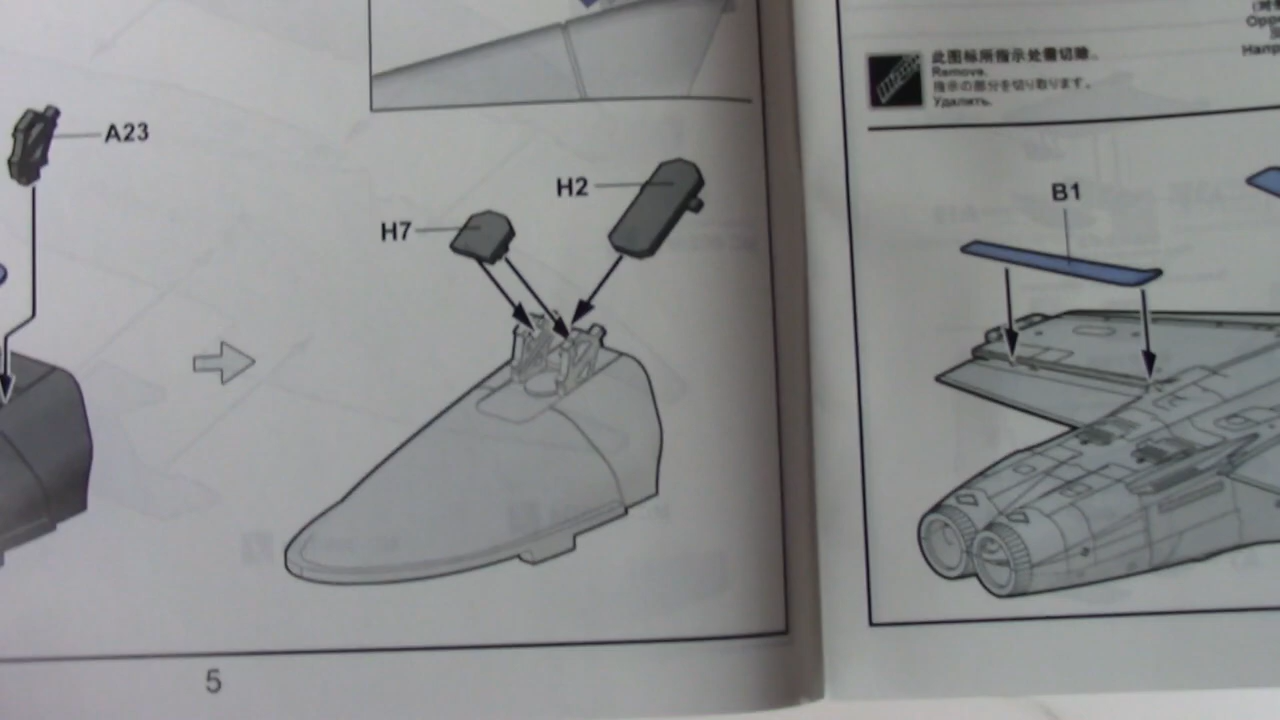 A23
H2
H7
5
此图标所指示处需切除。
Remove.
指示の部分を切り取ります。
Удалить.
B1